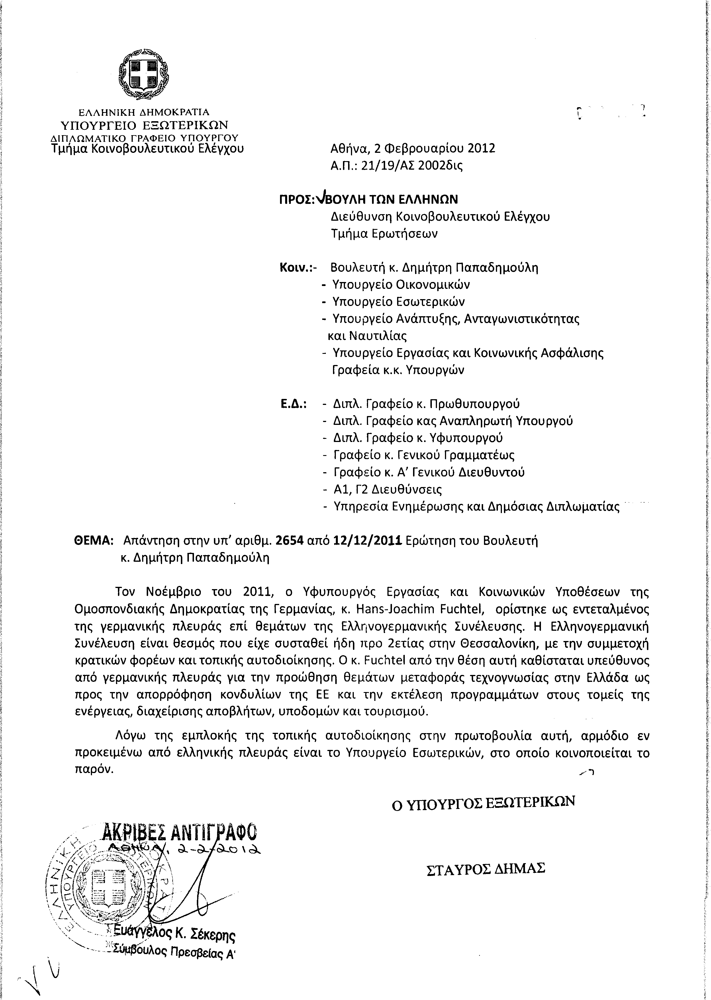 ΕΛΛΗΝΙΚΗ ΔΗΜΟΚΡΑΤΙΑ
ΥΠΟΥΡΓΕΙΟ ΕΞΩΤΕΡΙΚΩΝ
ΔΙΠΛΩΜΑΤΙΚΟ ΓΡΑΦΕΙΟ ΥΠΟΥΡΓΟΥ
Τμήμα Κοινοβουλευτικού Ελέγχου
Αθήνα, 2 Φεβρουαρίου 2012
Α.Π.: 21/19/ΑΣ 2002δις
ΠΡΟΣ: ΒΟΥΛΗ ΤΩΝ ΕΛΛΗΝΩΝ
Διεύθυνση Κοινοβουλευτικού Ελέγχου
Τμήμα Ερωτήσεων
Κοιν.:- Βουλευτή κ. Δημήτρη Παπαδημούλη
- Υπουργείο Οικονομικών
- Υπουργείο Εσωτερικών
- Υπουργείο Ανάπτυξης, Ανταγωνιστικότητας
και Ναυτιλίας
- Υπουργείο Εργασίας και Κοινωνικής Ασφάλισης
Γραφεία κ.κ. Υπουργών
Ε.Δ.: - Διπλ. Γραφείο κ. Πρωθυπουργού
- Διπλ. Γραφείο κας Αναπληρωτή Υπουργού
- Διπλ. Γραφείο κ. Υφυπουργού
- Γραφείο κ. Γενικού Γραμματέως
- Γραφείο κ. Α' Γενικού Διευθυντού
- Α1, Γ2 Διευθύνσεις
- Υπηρεσία Ενημέρωσης και Δημόσιας Διπλωματίας
ΘΕΜΑ: Απάντηση στην υπ' αριθμ. 2654 από 12/12/2011 Ερώτηση του Βουλευτή
κ. Δημήτρη Παπαδημούλη
Τον Νοέμβριο του 2011, ο Υφυπουργός Εργασίας και Κοινωνικών Υποθέσεων της
Ομοσπονδιακής Δημοκρατίας της Γερμανίας, κ. Hans-Joachim Fuchtel, ορίστηκε ως εντεταλμένος
της γερμανικής πλευράς επί θεμάτων της Ελληνογερμανικής Συνέλευσης. Η Ελληνογερμανική
Συνέλευση είναι θεσμός που είχε συσταθεί ήδη προ 2ετίας στην Θεσσαλονίκη, με την συμμετοχή
κρατικών φορέων και τοπικής αυτοδιοίκησης. Ο κ. Fuchtel από την θέση αυτή καθίσταται υπεύθυνος
από γερμανικής πλευράς για την προώθηση θεμάτων μεταφοράς τεχνογνωσίας στην Ελλάδα ως
προς την απορρόφηση κονδυλίων της ΕΕ και την εκτέλεση προγραμμάτων στους τομείς της
ενέργειας, διαχείρισης αποβλήτων, υποδομών και τουρισμού.
Λόγω της εμπλοκής της τοπικής αυτοδιοίκησης στην πρωτοβουλία αυτή, αρμόδιο εν
προκειμένω από ελληνικής πλευράς είναι το Υπουργείο Εσωτερικών, στο οποίο κοινοποιείται το
παρόν.
Ο ΥΠΟΥΡΓΟΣ ΕΞΩΤΕΡΙΚΩΝ
ΣΤΑΥΡΟΣ ΔΗΜΑΣ
ΑΚΡΙΒΕΣ ΑΝΤΙΓΡΑΦΟ
ΑΘΗΝΑ, 2-2-2012
ΕΛΛΗΝΙΚΗ ΔΗΜΟΚΡΑΤΙΑ
ΥΠΟΥΡΓΕΙΟ ΕΞΩΤΕΡΙΚΩΝ
Ευάγγελος Κ. Σέκερης
Σύμβουλος Πρεσβείας Α'